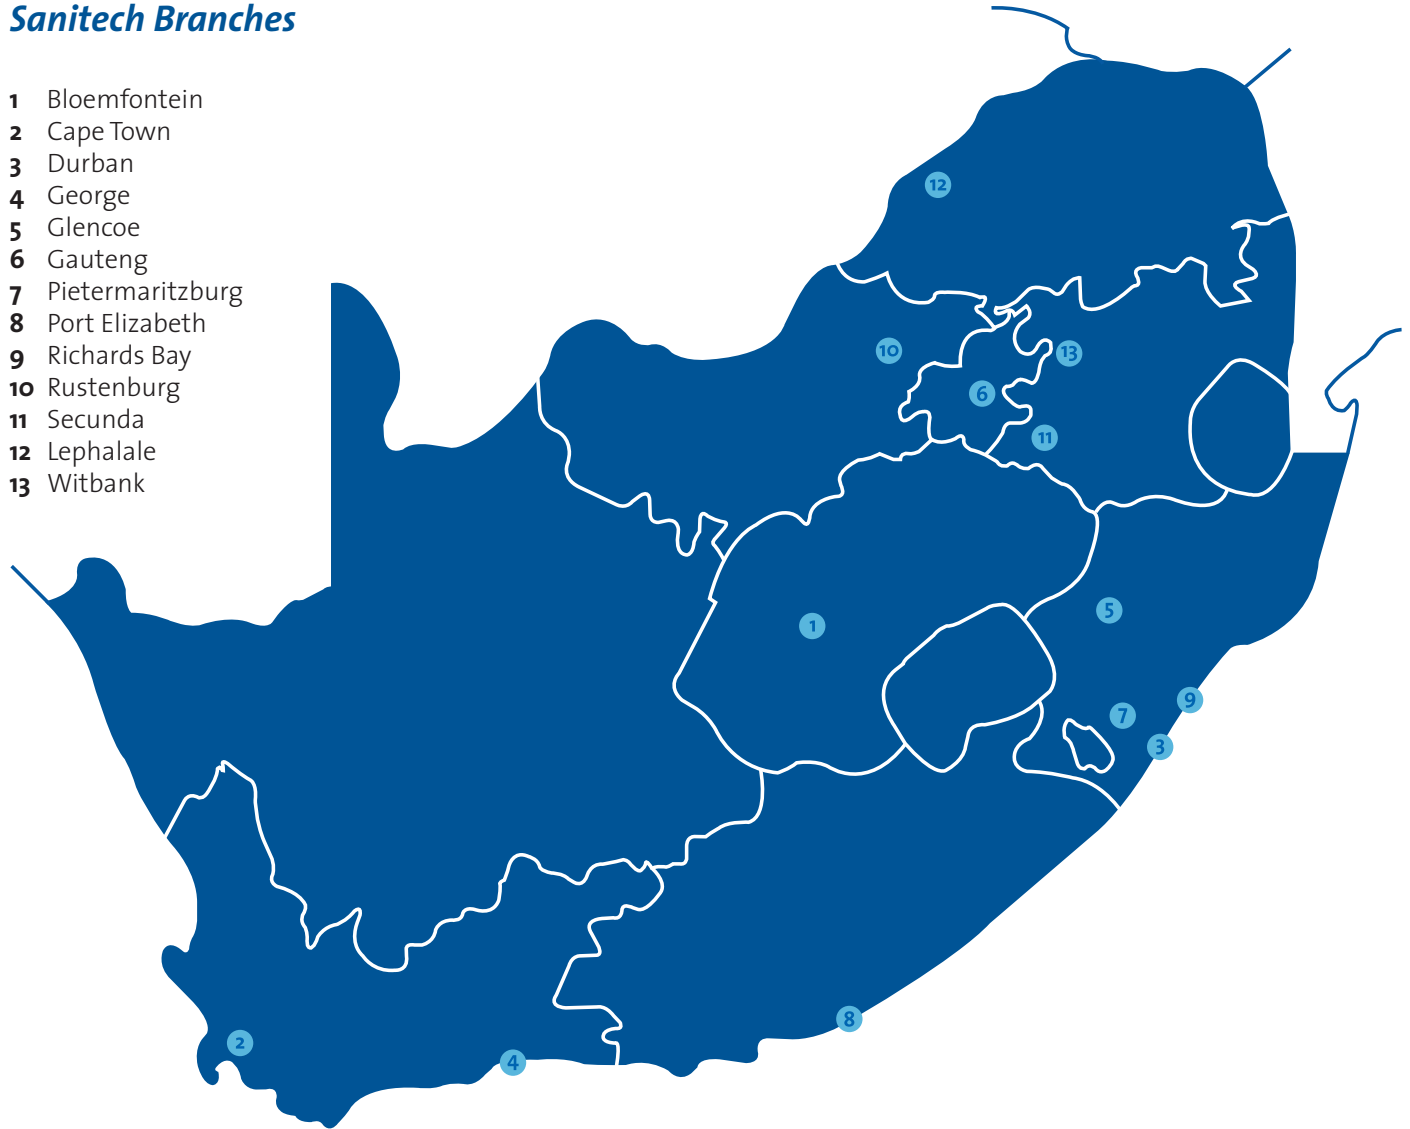 Sanitech Branches
1 Bloemfontein
2 Cape Town
3 Durban
4 George
5 Glencoe
6 Gauteng
7 Pietermaritzburg
8 Port Elizabeth
9 Richards Bay
10 Rustenburg
11 Secunda
12 Lephalale
13 Witbank
12
10
13
6
11
5
1
9
7
3
8
2
4